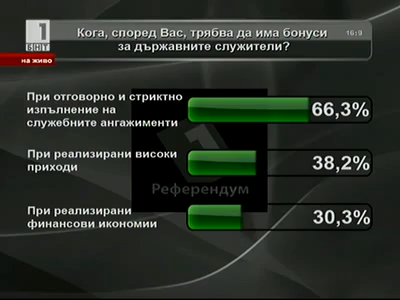 1
БНТ
на живо
Кога, според Вас, трябва да има бонуси
за държавните служители?
16:9
При отговорно и стриктно
изпълнение на
служебните ангажименти
66,3%
При реализирани високи
приходи
38,2%
Референдум
При реализирани
финансови икономии
30,3%